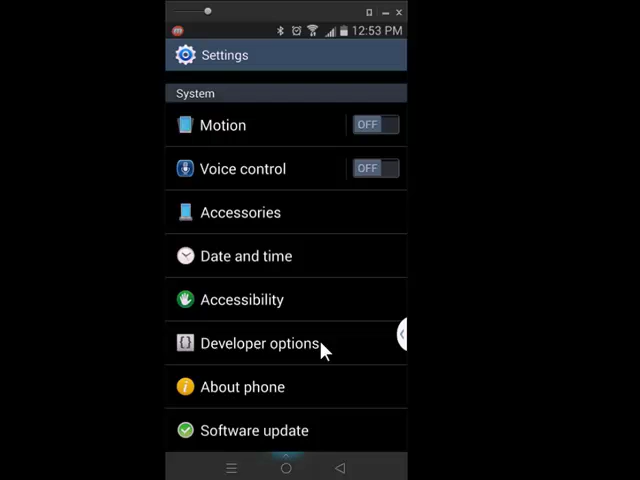 12:53 PM
Settings
System
Motion OFF
Voice control OFF
Accessories
Date and time
Accessibility
Developer options
About phone
Software update